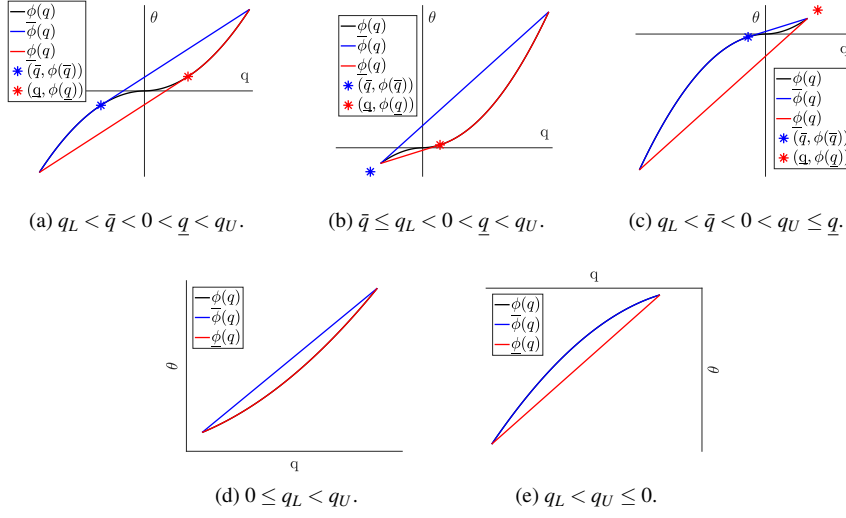 θ
q
ϕ(q)
ϕ̅(q)
ϕ̲(q)
(q̄, ϕ(q̅))
(q̲, ϕ(q̲))
(a) q_L < q̄ < 0 < q̲ < q_U.
θ
q
ϕ(q)
ϕ̅(q)
ϕ̲(q)
(q̄, ϕ(q̅))
(q̲, ϕ(q̲))
(b) q̄ ≤ q_L < 0 < q̲ < q_U.
θ
q
ϕ(q)
ϕ̅(q)
ϕ̲(q)
(q̄, ϕ(q̅))
(q̲, ϕ(q̲))
(c) q_L < q̄ < 0 < q_U ≤ q̲.
ϕ(q)
ϕ̅(q)
ϕ̲(q)
θ
q
(d) 0 ≤ q_L < q_U.
q
ϕ(q)
ϕ̅(q)
ϕ̲(q)
θ
(e) q_L < q_U ≤ 0.